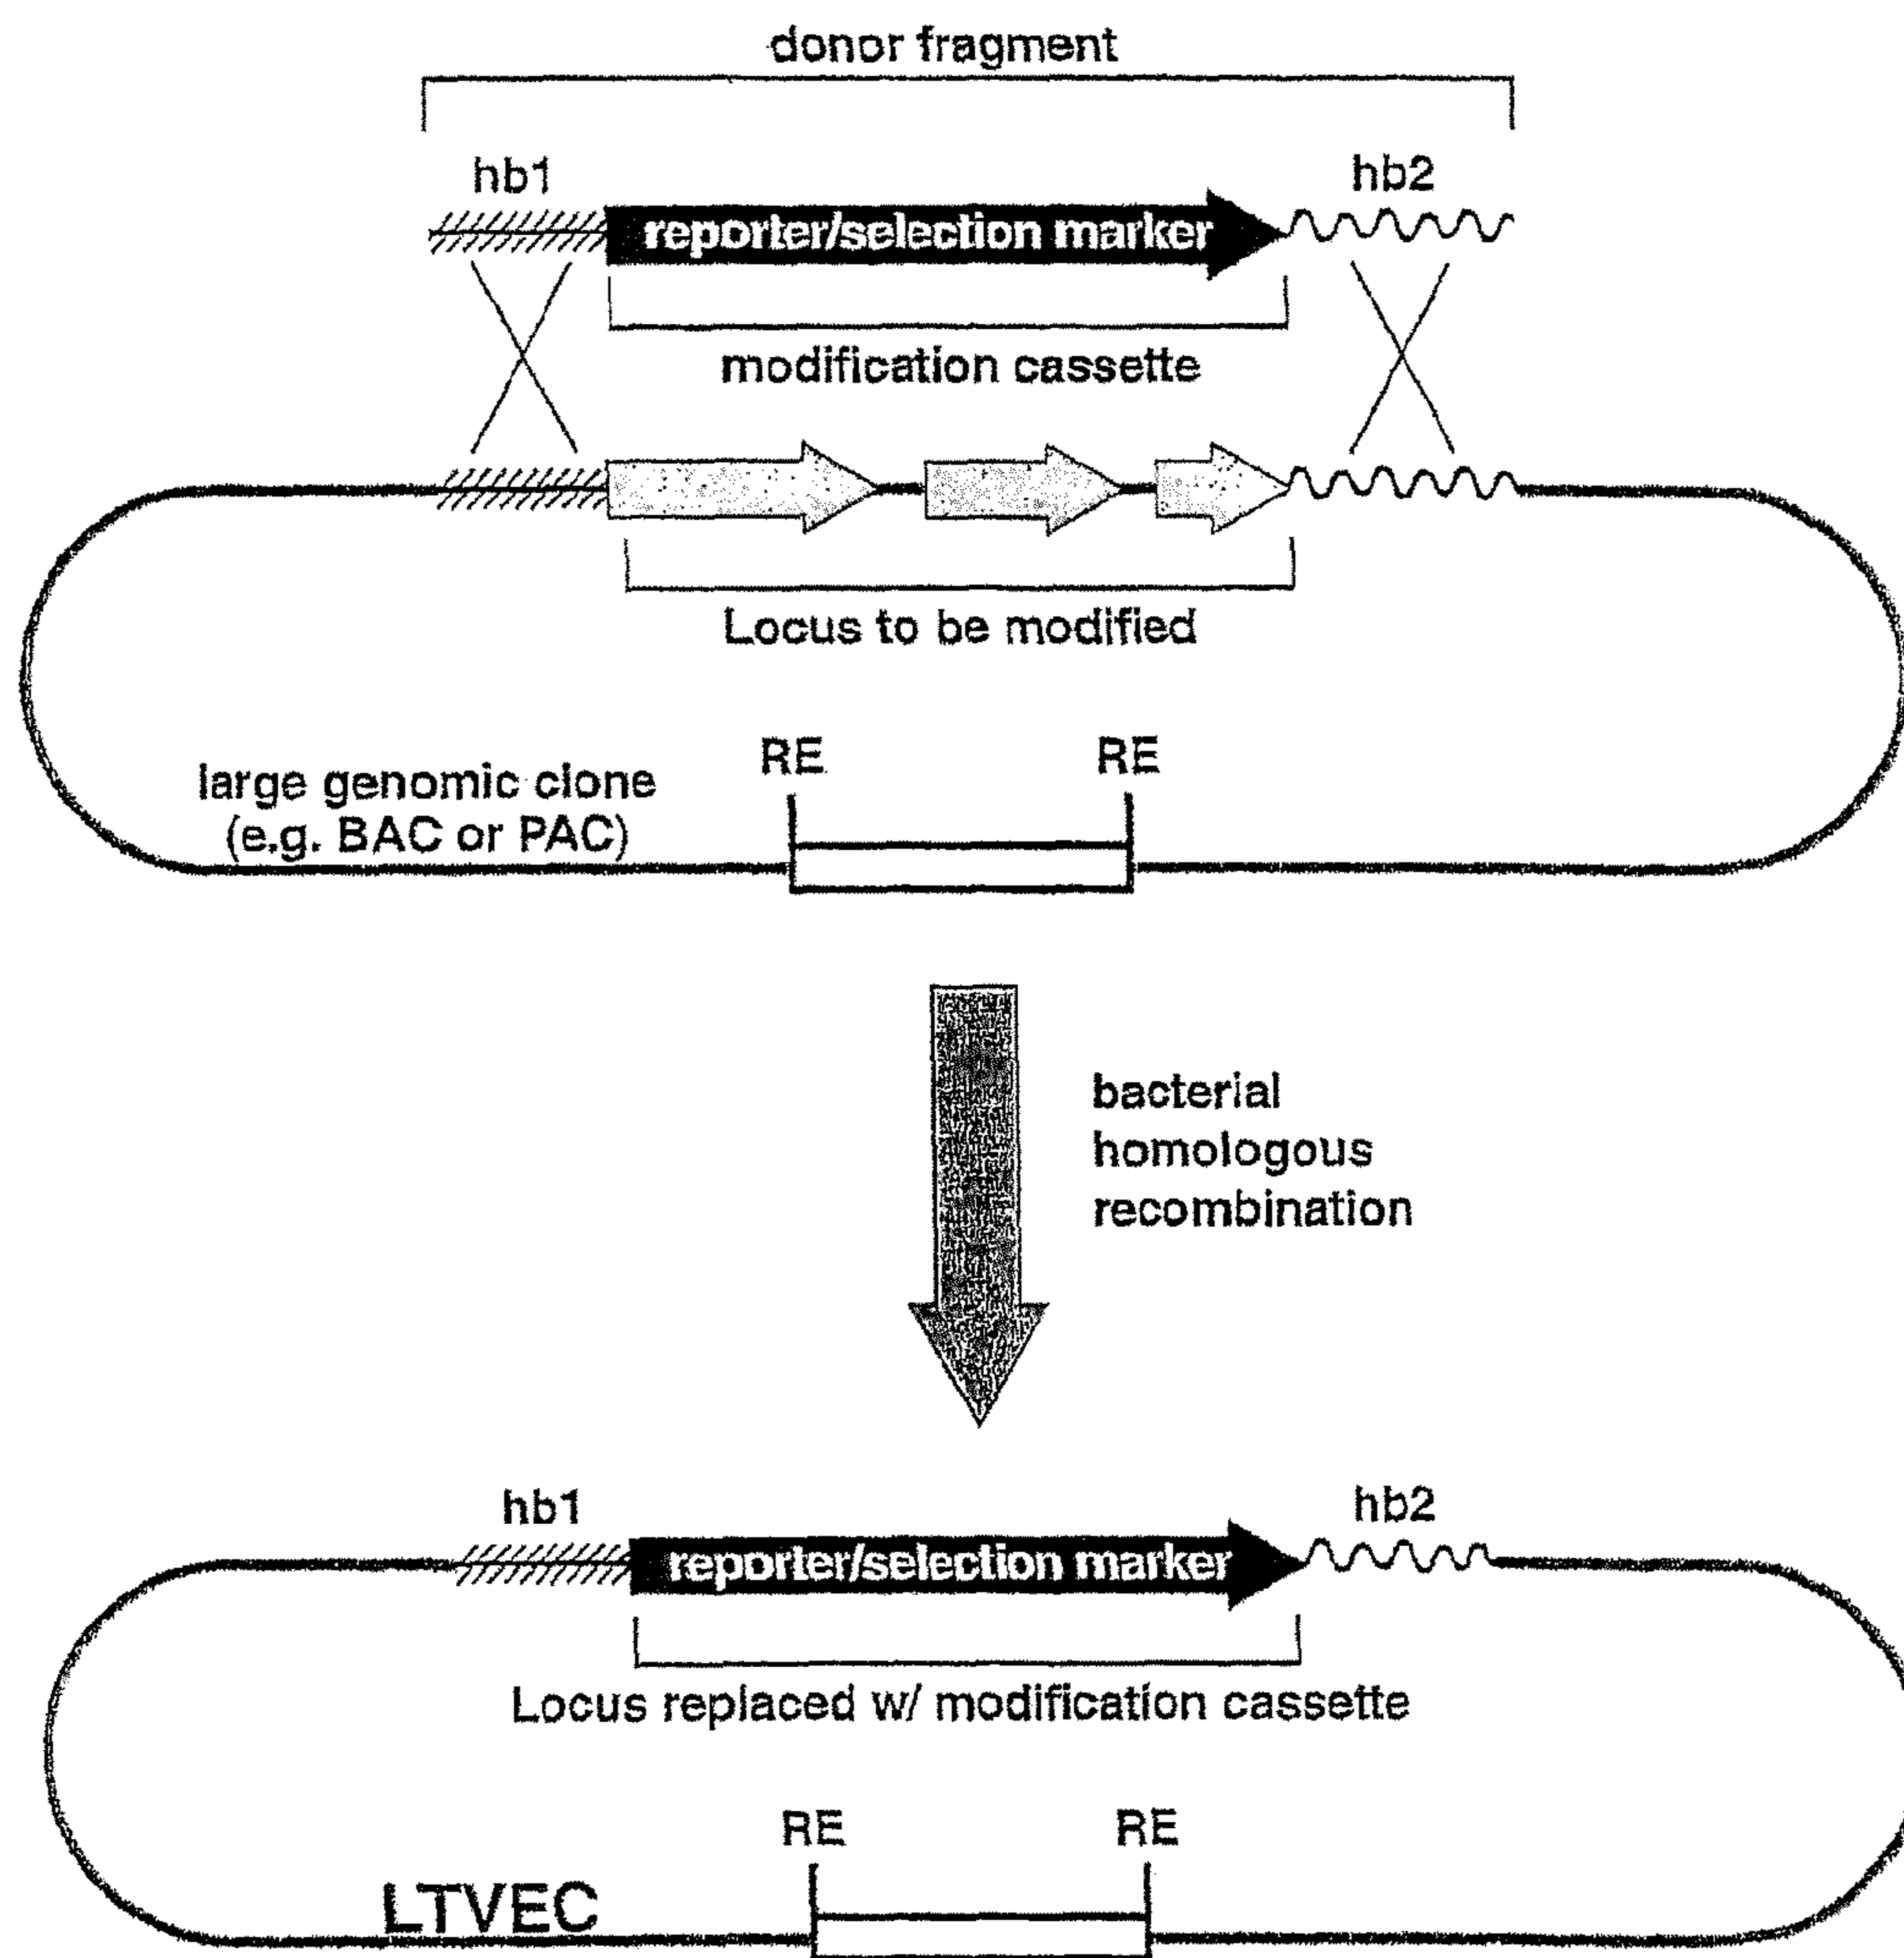 donor fragment
hb1
hb2
reporter/selection marker
modification cassette
Locus to be modified
RE
RE
large genomic clone
(e.g. BAC or PAC)
bacterial
homologous
recombination
hb1
hb2
reporter/selection marker
Locus replaced w/ modification cassette
RE
RE
LTVEC